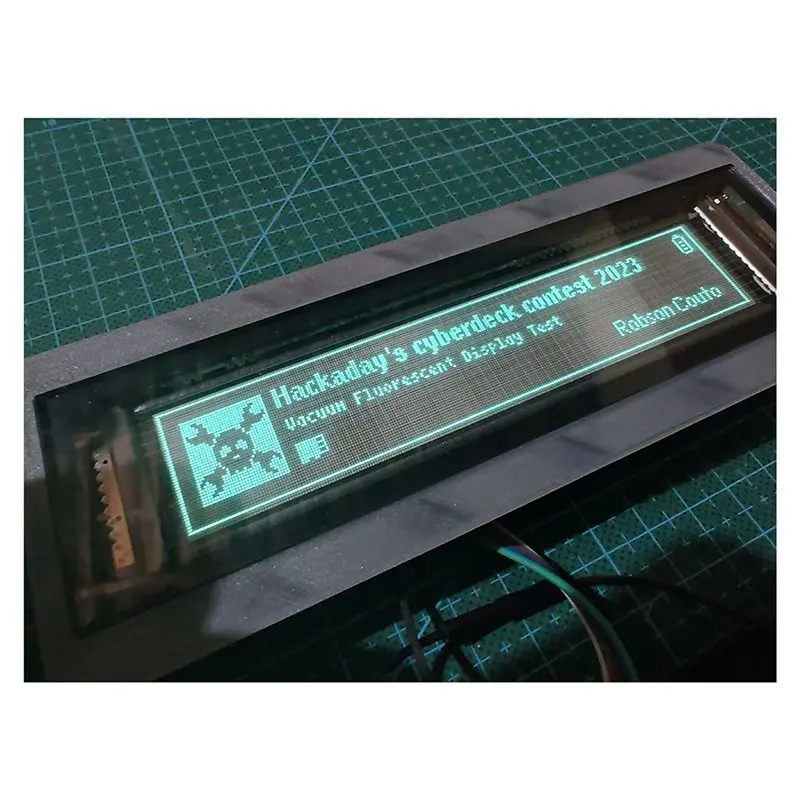 Hackaday's cyberdeck contest 2023
Vacuum Fluorescent Display Test
Robson Couto